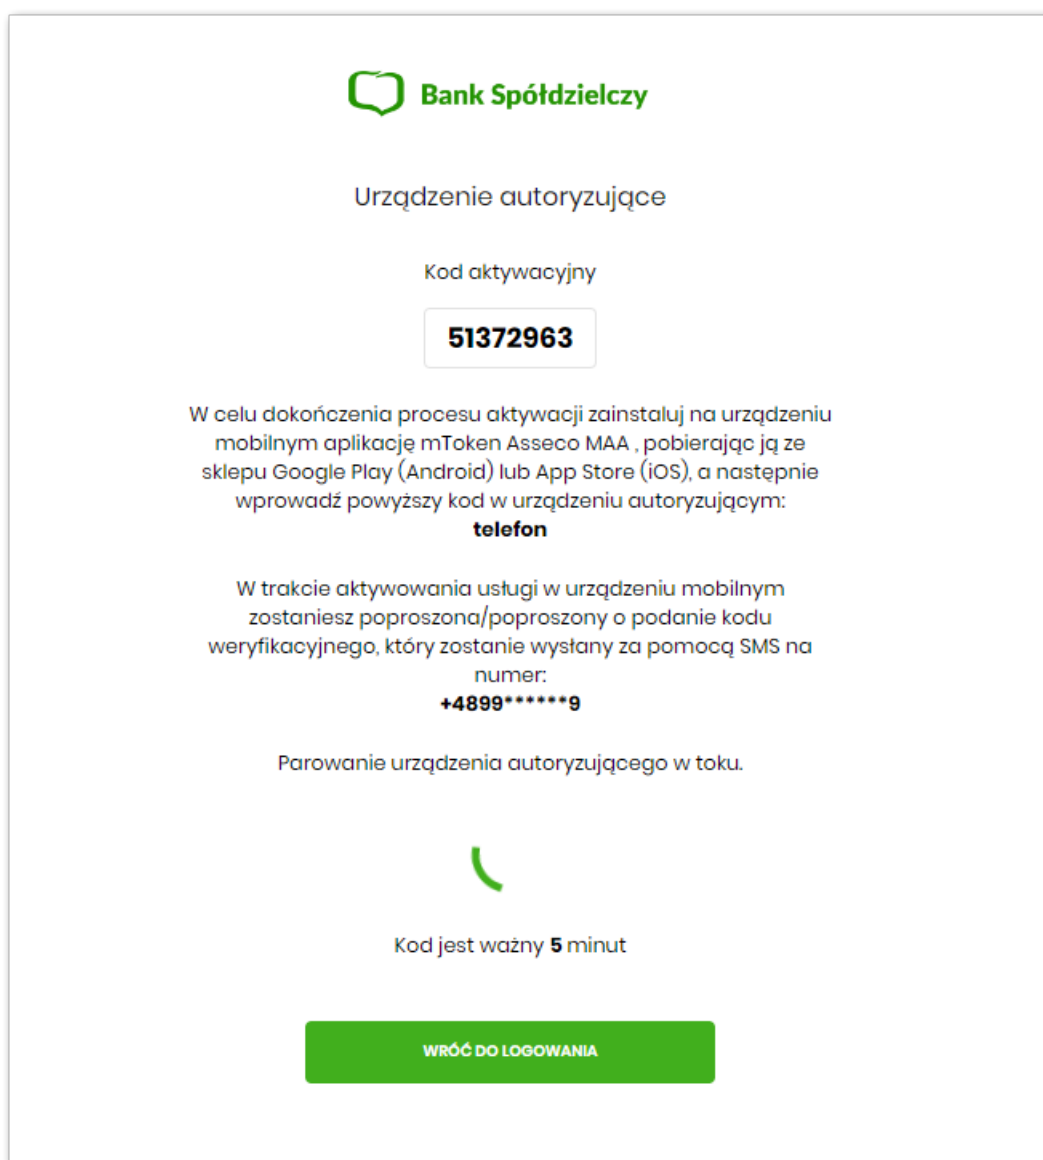 Bank Spółdzielczy
Urządzenie autoryzujące
Kod aktywacyjny
51372963
W celu dokończenia procesu aktywacji zainstaluj na urządzeniu
mobilnym aplikację mToken Asseco MAA , pobierając ją ze
sklepu Google Play (Android) lub App Store (iOS), a następnie
wprowadź powyższy kod w urządzeniu autoryzującym:
telefon
W trakcie aktywowania usługi w urządzeniu mobilnym
zostaniesz poproszona/poproszony o podanie kodu
weryfikacyjnego, który zostanie wysłany za pomocą SMS na
numer:
+4899******9
Parowanie urządzenia autoryzującego w toku.
Kod jest ważny 5 minut
WRÓĆ DO LOGOWANIA